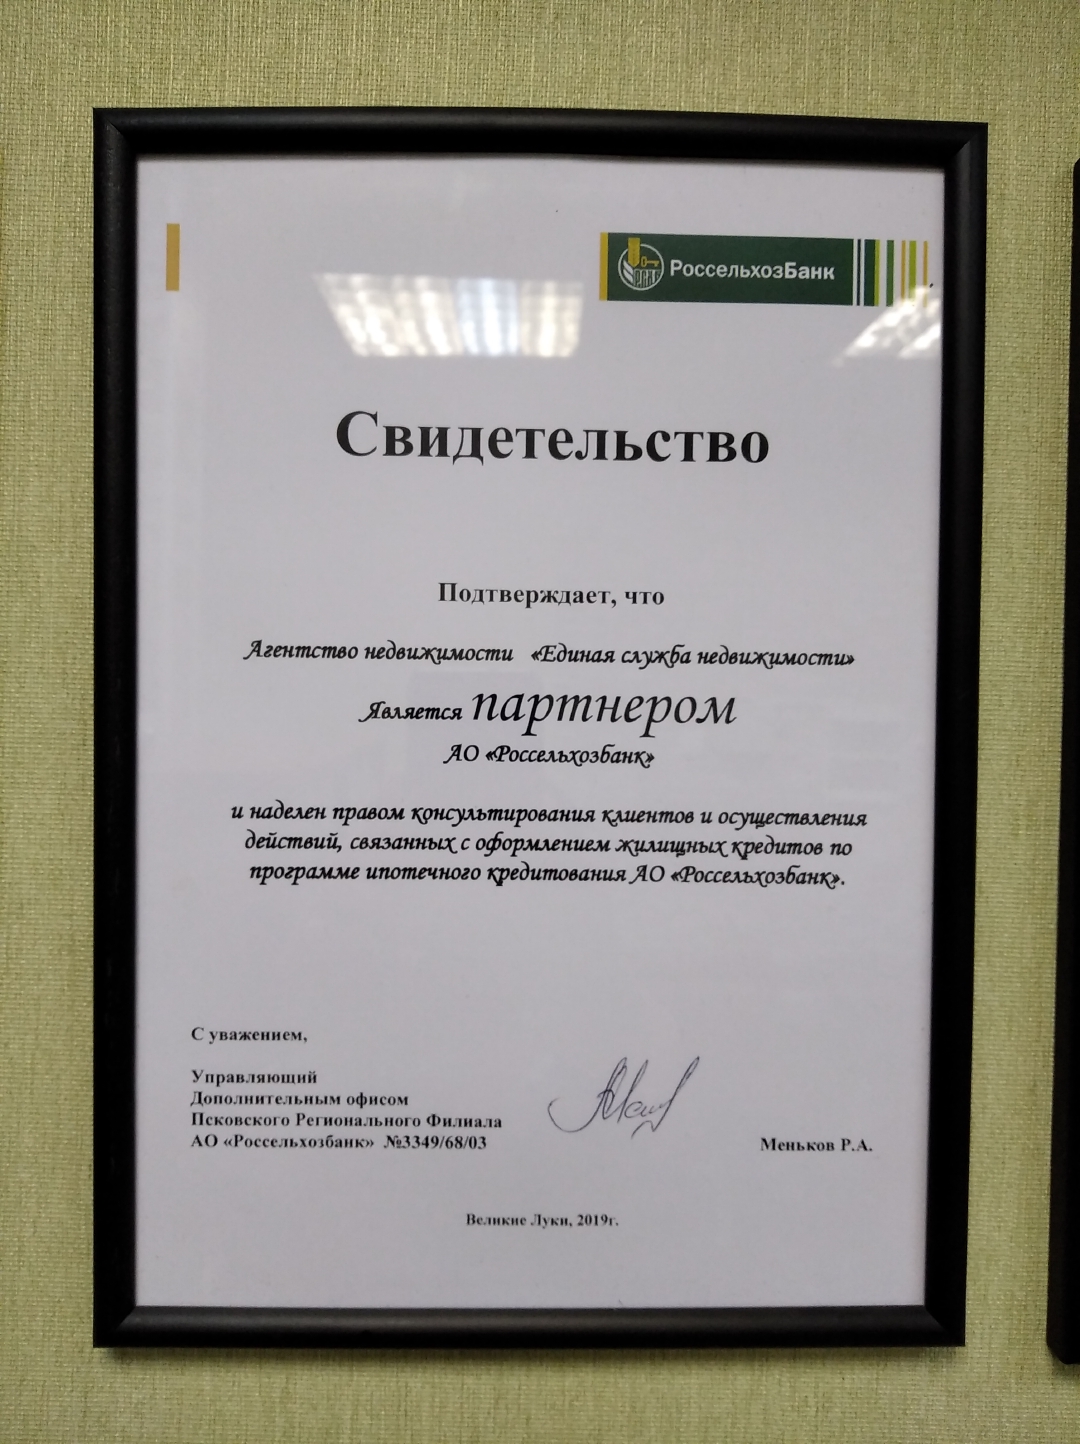 РоссельхозБанк
Свидетельство
Подтверждает, что
Агентство недвижимости «Единая служба недвижимости»
Является партнером
АО «Россельхозбанк»
и наделен правом консультирования клиентов и осуществления
действий, связанных с оформлением жилищных кредитов по
программе ипотечного кредитования АО «Россельхозбанк».
С уважением,
Управляющий
Дополнительным офисом
Псковского Регионального Филиала
АО «Россельхозбанк» №3349/68/03
Меньков Р.А.
Великие Луки, 2019г.